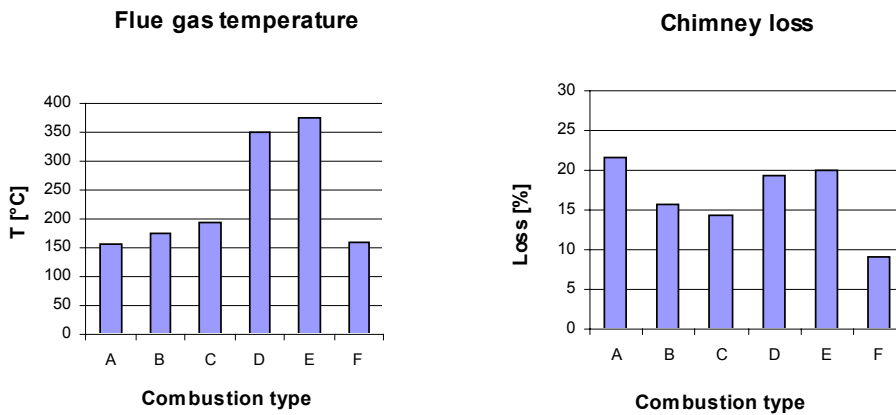 Flue gas temperature
T [°C]
400
350
300
250
200
150
100
50
0
A B C D E F
Combustion type
Chimney loss
Loss [%]
30
25
20
15
10
5
0
A B C D E F
Combustion type